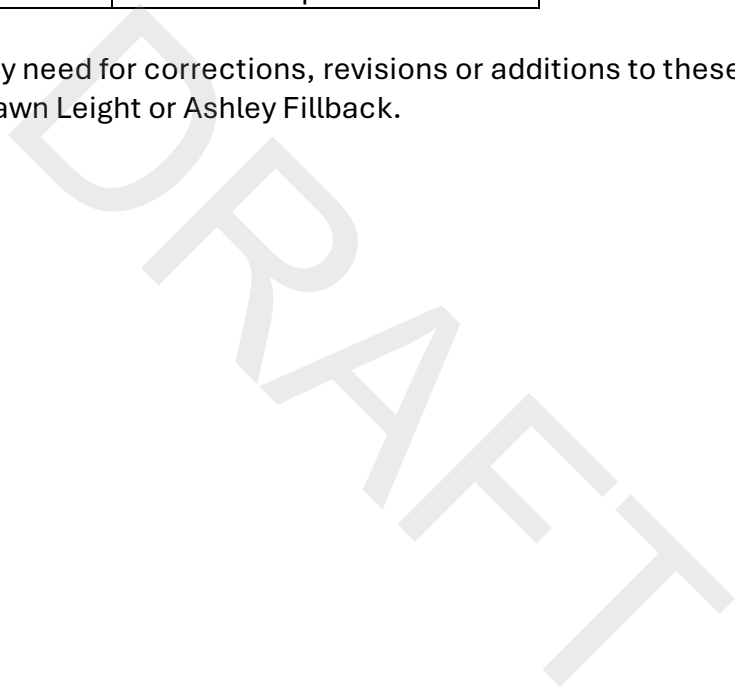 y need for corrections, revisions or additions to these
awn Leight or Ashley Fillback.
DRAFT